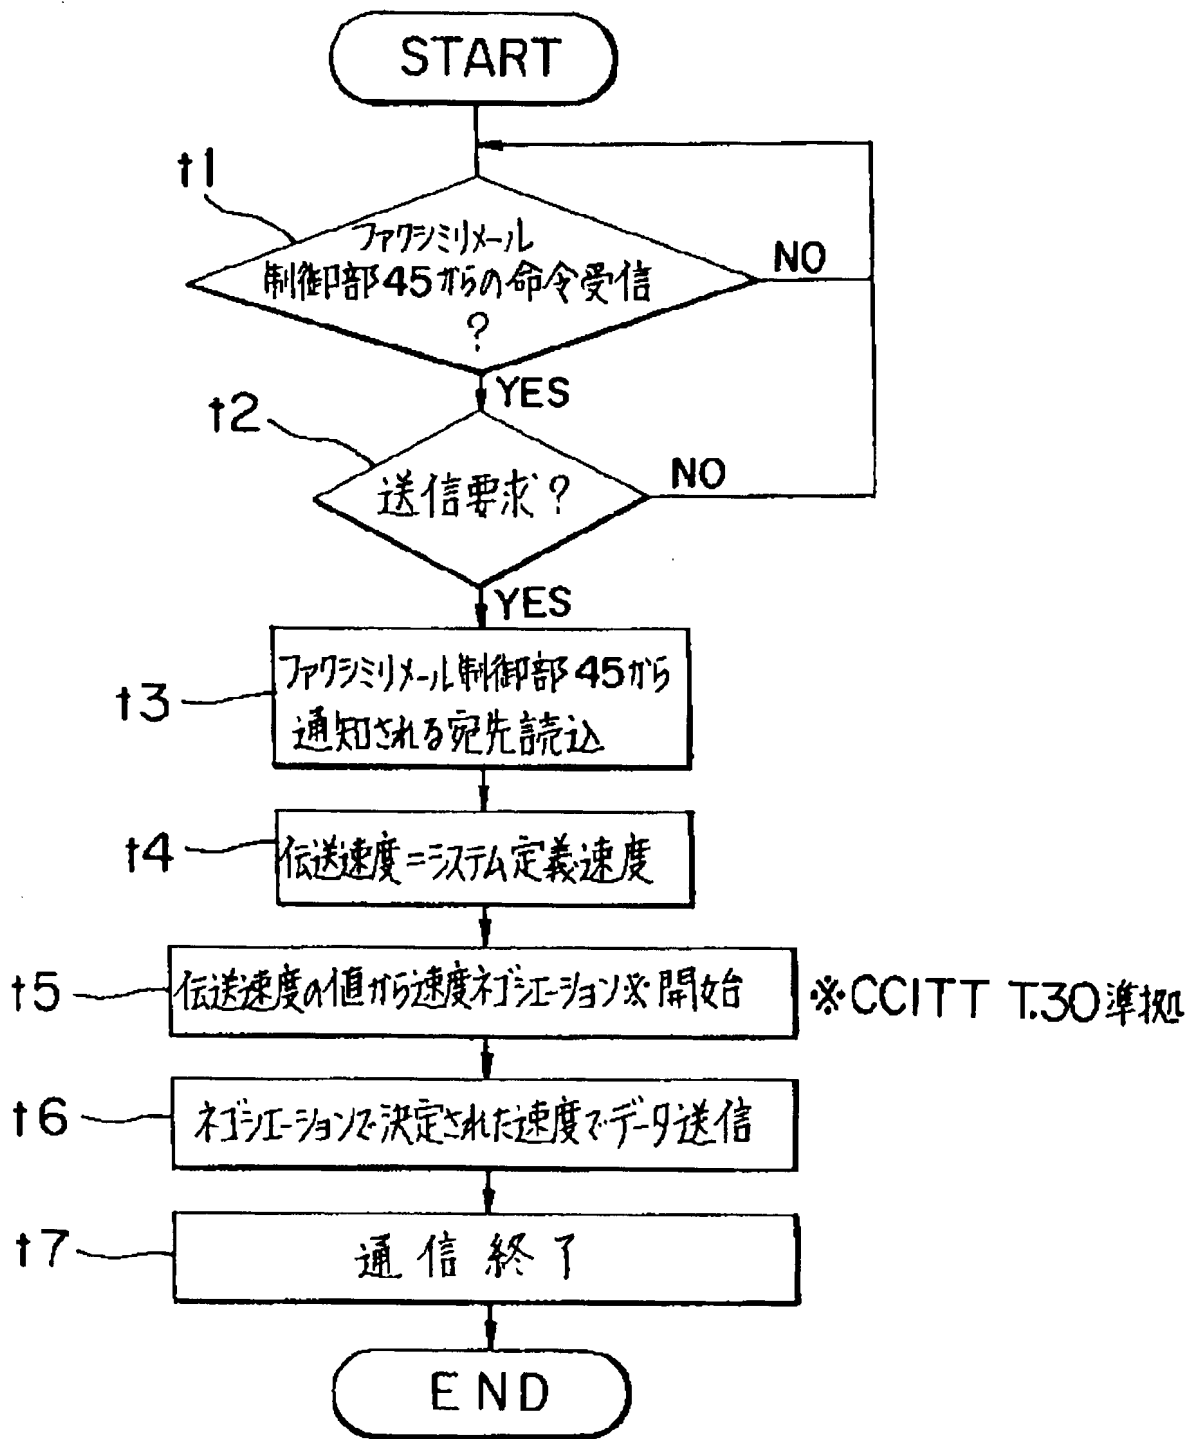 START
t1
ファクシミリメール
制御部45からの命令受信
?
NO
YES
t2
送信要求?
NO
YES
t3
ファクシミリメール制御部45から
通知される宛先読込
t4
伝送速度=システム定義速度
t5
伝送速度の値から速度ネゴシエーション※開始
※CCITT T.30準拠
t6
ネゴシエーションで決定された速度でデータ送信
t7
通信終了
END